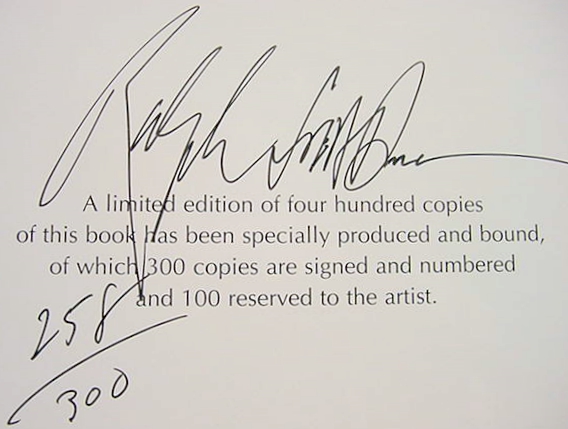 Ralph
A limited edition of four hundred copies
of this book has been specially produced and bound,
of which 300 copies are signed and numbered
and 100 reserved to the artist.
258
300